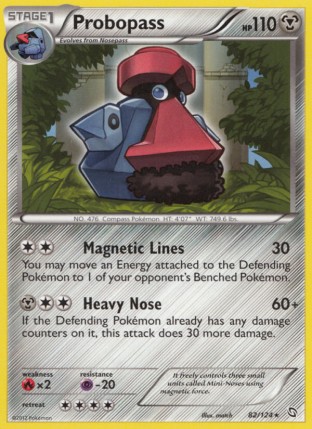 STAGE1 Probopass HP110
Evolves from Nosepass
NO. 476 Compass Pokémon HT: 4'07" WT: 749.6 lbs.
Magnetic Lines 30
You may move an Energy attached to the Defending
Pokémon to 1 of your opponent's Benched Pokémon.
Heavy Nose 60+
If the Defending Pokémon already has any damage
counters on it, this attack does 30 more damage.
weakness resistance
×2 -20
retreat
It freely controls three small
units called Mini-Noses using
magnetic force.
Illus. match 82/124★